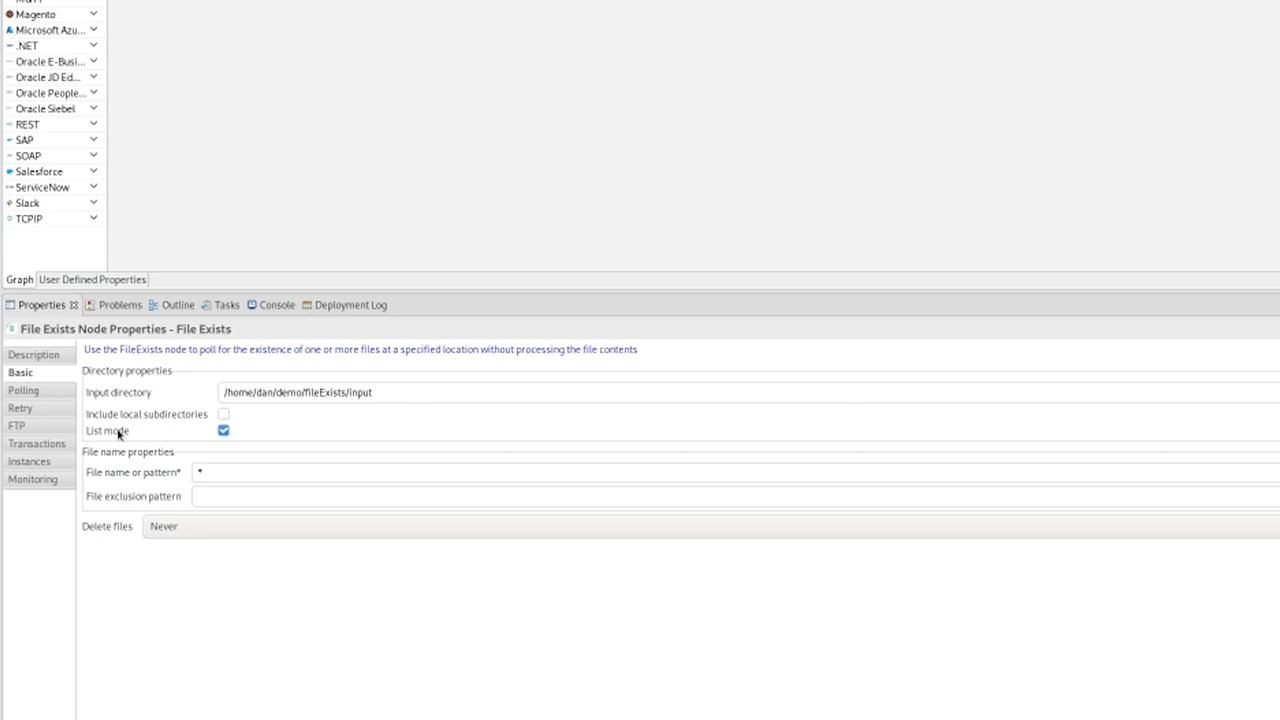 Magento
Microsoft Azu...
.NET
Oracle E-Busi...
Oracle JD Ed...
Oracle People...
Oracle Siebel
REST
SAP
SOAP
Salesforce
ServiceNow
Slack
TCPIP
Graph User Defined Properties
Properties Problems Outline Tasks Console Deployment Log
File Exists Node Properties - File Exists
Description
Basic
Polling
Retry
FTP
Transactions
Instances
Monitoring
Use the FileExists node to poll for the existence of one or more files at a specified location without processing the file contents
Directory properties
Input directory /home/dan/demo/fileExists/input
Include local subdirectories
List mode
File name properties
File name or pattern* *
File exclusion pattern
Delete files Never